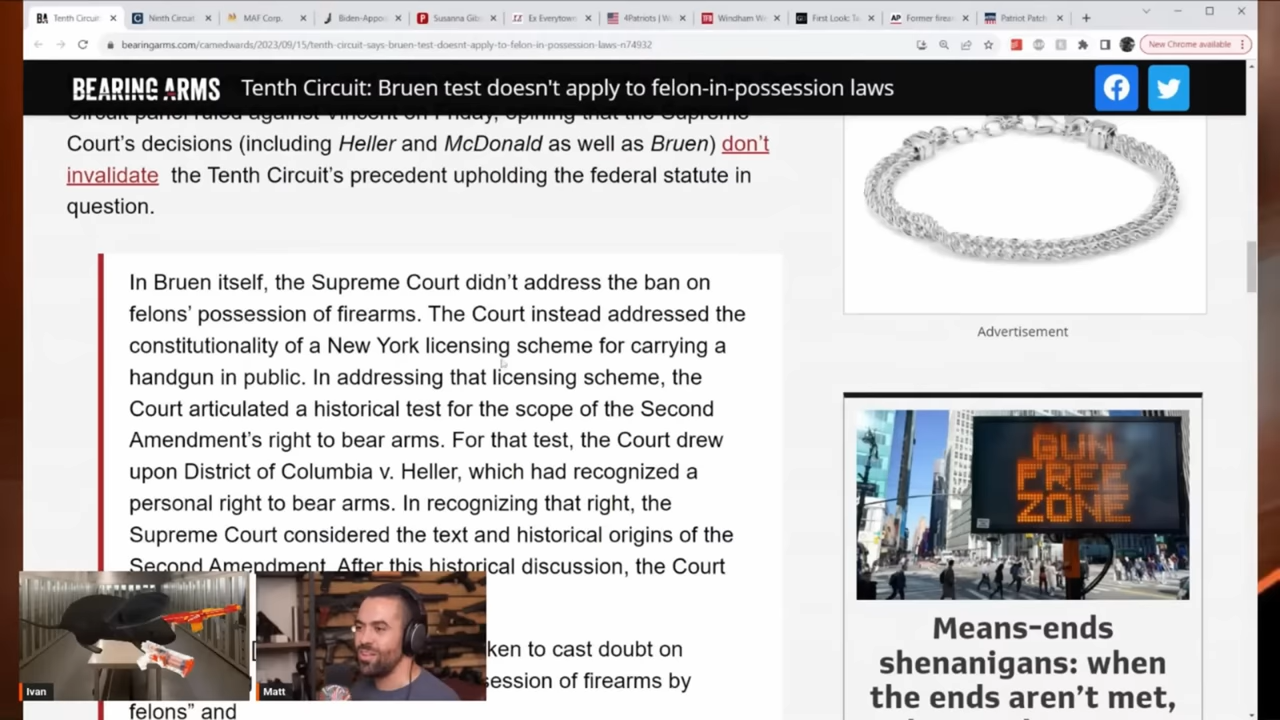 Tenth Circuit
Ninth Circuit
MAF Corp.
Biden-Appo
Susanna Gib
Ex Everytown
4Patriots | W
Windham We
First Look: T
Former firea
Patriot Patch
bearingarms.com/camedwards/2023/09/15/tenth-circuit-says-bruen-test-doesnt-apply-to-felon-in-possession-laws-n74932
New Chrome available
BEARING ARMS
Tenth Circuit: Bruen test doesn't apply to felon-in-possession laws
Circuit panel ruled against Vincent on Friday, opining that the Supreme
Court's decisions (including Heller and McDonald as well as Bruen) don't
invalidate the Tenth Circuit's precedent upholding the federal statute in
question.
In Bruen itself, the Supreme Court didn't address the ban on
felons' possession of firearms. The Court instead addressed the
constitutionality of a New York licensing scheme for carrying a
handgun in public. In addressing that licensing scheme, the
Court articulated a historical test for the scope of the Second
Amendment's right to bear arms. For that test, the Court drew
upon District of Columbia v. Heller, which had recognized a
personal right to bear arms. In recognizing that right, the
Supreme Court considered the text and historical origins of the
Second Amendment. After this historical discussion, the Court
ken to cast doubt on
session of firearms by
felons" and
Advertisement
GUN
FREE
ZONE
Means-ends
shenanigans: when
the ends aren't met,
Ivan
Matt